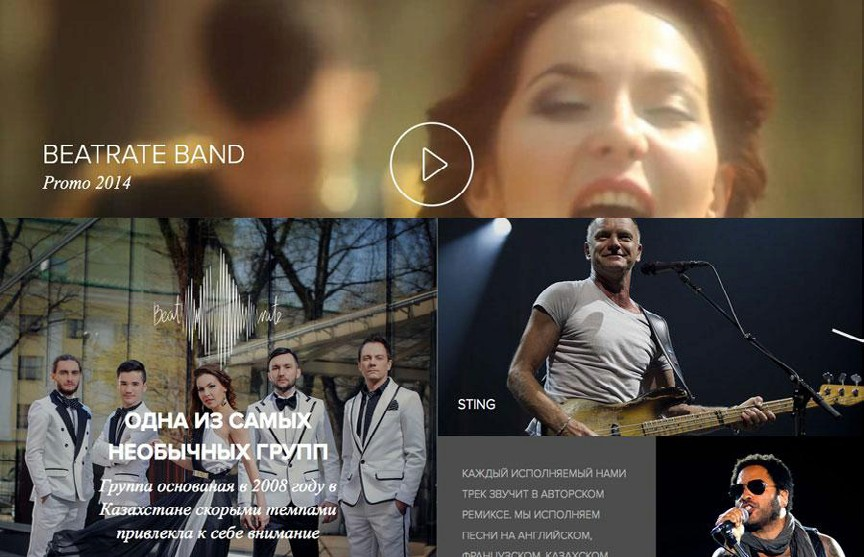 BEATRATE BAND
Promo 2014
Beat rate
ОДНА ИЗ САМЫХ
НЕОБЫЧНЫХ ГРУПП
Группа основаная в 2008 году в
Казахстане скорыми темпами
привлекла к себе внимание
STING
КАЖДЫЙ ИСПОЛНЯЕМЫЙ НАМИ
ТРЕК ЗВУЧИТ В АВТОРСКОМ
РЕМИКСЕ. МЫ ИСПОЛНЯЕМ
ПЕСНИ НА АНГЛИЙСКОМ,
ФРАНЦУЗСКОМ, КАЗАХСКОМ